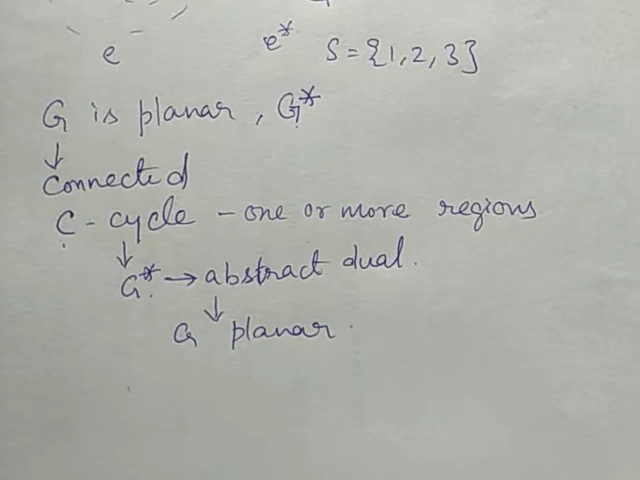 e e* S = {1, 2, 3}
G is planar, G*
↓
Connected
C - cycle - one or more regions
↓
G* → abstract dual.
↓
G planar.